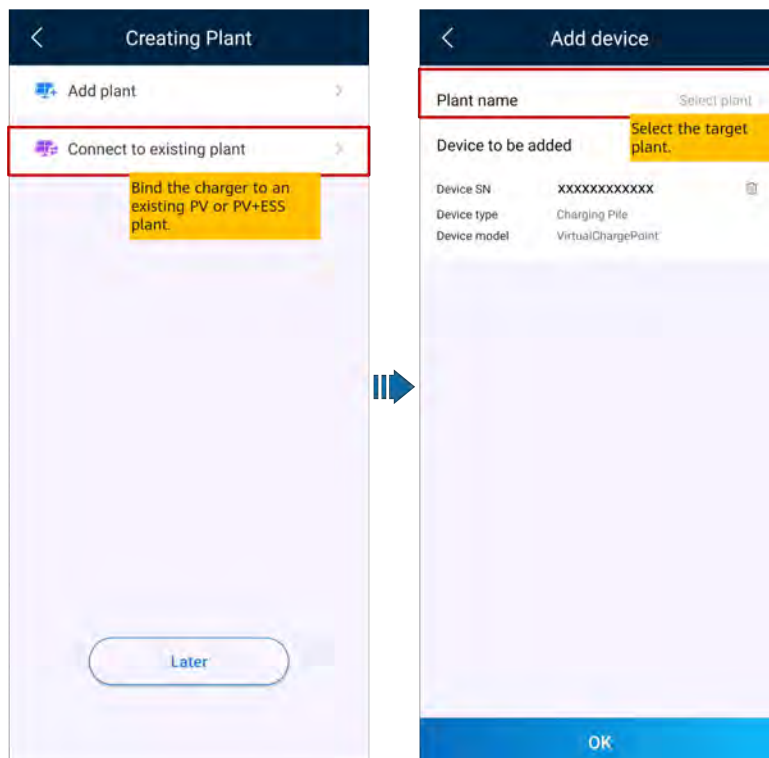 Creating Plant
Add plant
Connect to existing plant
Bind the charger to an
existing PV or PV+ESS
plant.
Later
Add device
Plant name
Select plant
Select the target
plant.
Device to be added
Device SN XXXXXXXXXXXX
Device type Charging Pile
Device model VirtualChargePoint
OK